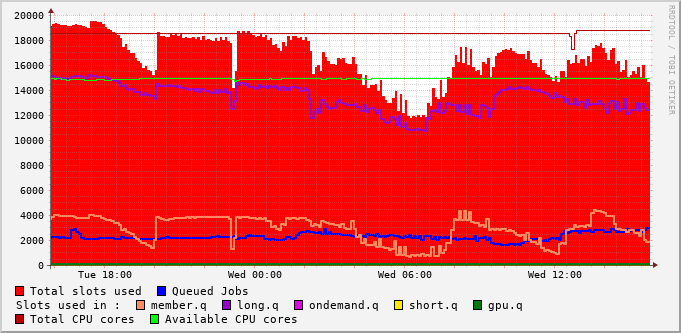 20000
18000
16000
14000
12000
10000
8000
6000
4000
2000
0
Tue 18:00 Wed 00:00 Wed 06:00 Wed 12:00
Total slots used Queued Jobs
Slots used in : member.q long.q ondemand.q short.q gpu.q
Total CPU cores Available CPU cores
RRDTOOL / TOBI OETIKER